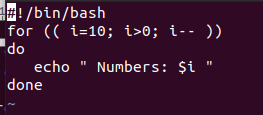 #!/bin/bash
for (( i=10; i>0; i-- ))
do
   echo " Numbers: $i "
done
~